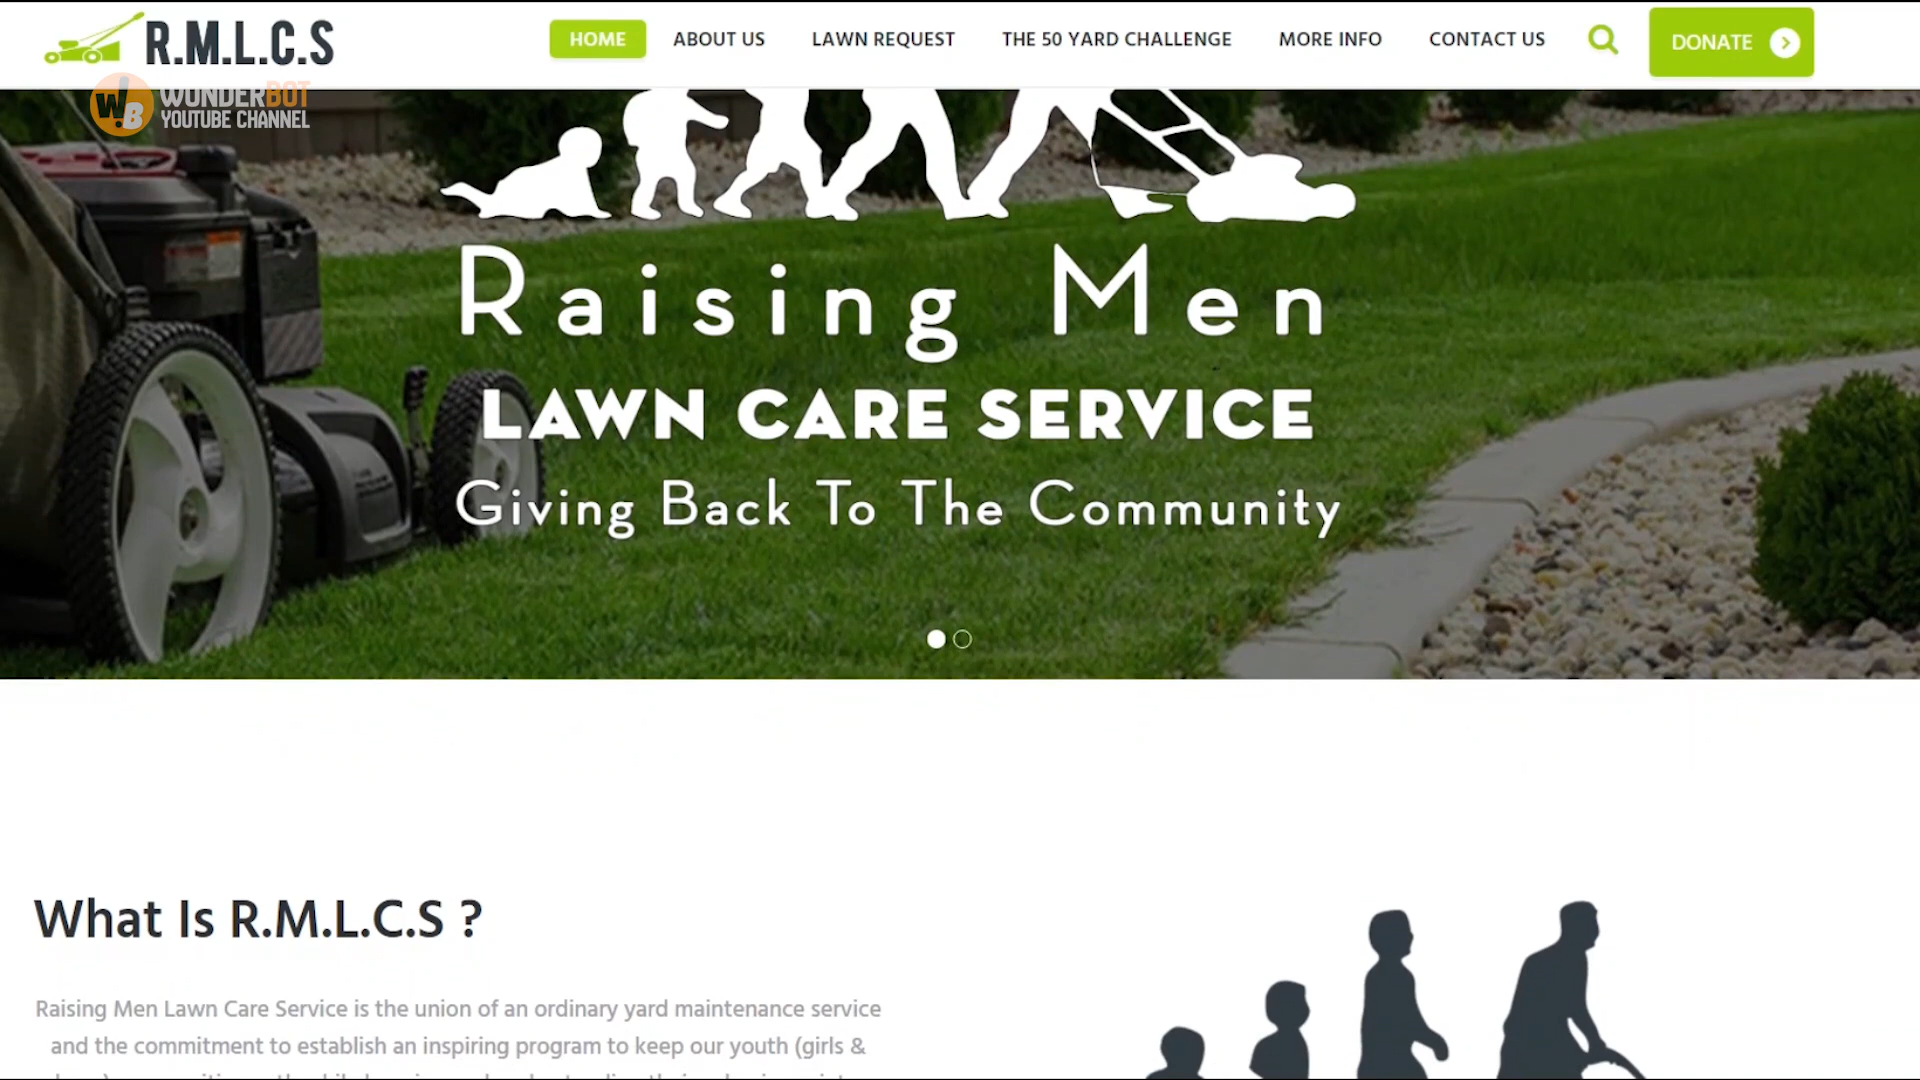 R.M.L.C.S
HOME ABOUT US LAWN REQUEST THE 50 YARD CHALLENGE MORE INFO CONTACT US DONATE
W!B WUNDERBOT
YOUTUBE CHANNEL
Raising Men
LAWN CARE SERVICE
Giving Back To The Community
What Is R.M.L.C.S ?
Raising Men Lawn Care Service is the union of an ordinary yard maintenance service
and the commitment to establish an inspiring program to keep our youth (girls &